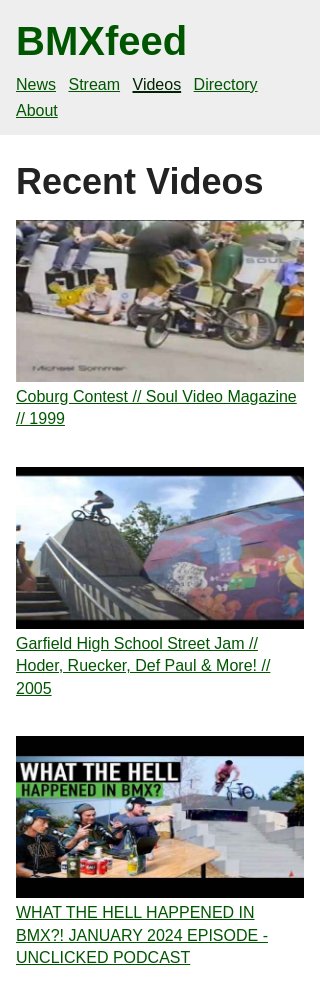 BMXfeed
News Stream Videos Directory
About
Recent Videos
SOUL
Michael Sommer
Coburg Contest // Soul Video Magazine
// 1999
Garfield High School Street Jam //
Hoder, Ruecker, Def Paul & More! //
2005
WHAT THE HELL
HAPPENED IN BMX?
WHAT THE HELL HAPPENED IN
BMX?! JANUARY 2024 EPISODE -
UNCLICKED PODCAST